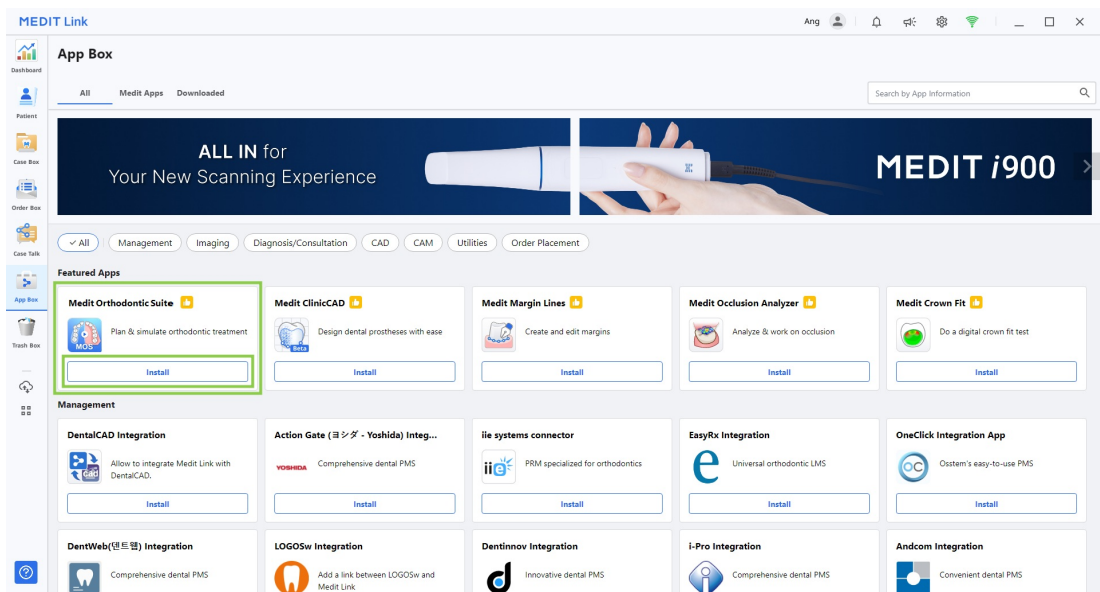 MEDIT Link
Ang
Dashboard
Patient
Case Box
Order Box
Case Talk
App Box
Trash Box
App Box
All
Medit Apps
Downloaded
Search by App Information
ALL IN for
Your New Scanning Experience
MEDIT i900
All
Management
Imaging
Diagnosis/Consultation
CAD
CAM
Utilities
Order Placement
Featured Apps
Medit Orthodontic Suite
MOS
Plan & simulate orthodontic treatment
Install
Medit ClinicCAD
Beta
Design dental prostheses with ease
Install
Medit Margin Lines
Create and edit margins
Install
Medit Occlusion Analyzer
Analyze & work on occlusion
Install
Medit Crown Fit
Do a digital crown fit test
Install
Management
DentalCAD Integration
Cad
Allow to integrate Medit Link with
DentalCAD.
Install
Action Gate (ヨシダ - Yoshida) Integ...
YOSHIDA
Comprehensive dental PMS
Install
iie systems connector
iie
PRM specialized for orthodontics
Install
EasyRx Integration
e
Universal orthodontic LMS
Install
OneClick Integration App
OC
Osstem's easy-to-use PMS
Install
DentWeb(덴트웹) Integration
Comprehensive dental PMS
LOGOSw Integration
Add a link between LOGOSw and
Medit Link
Dentinnov Integration
d
Innovative dental PMS
i-Pro Integration
i
Comprehensive dental PMS
Andcom Integration
Convenient dental PMS